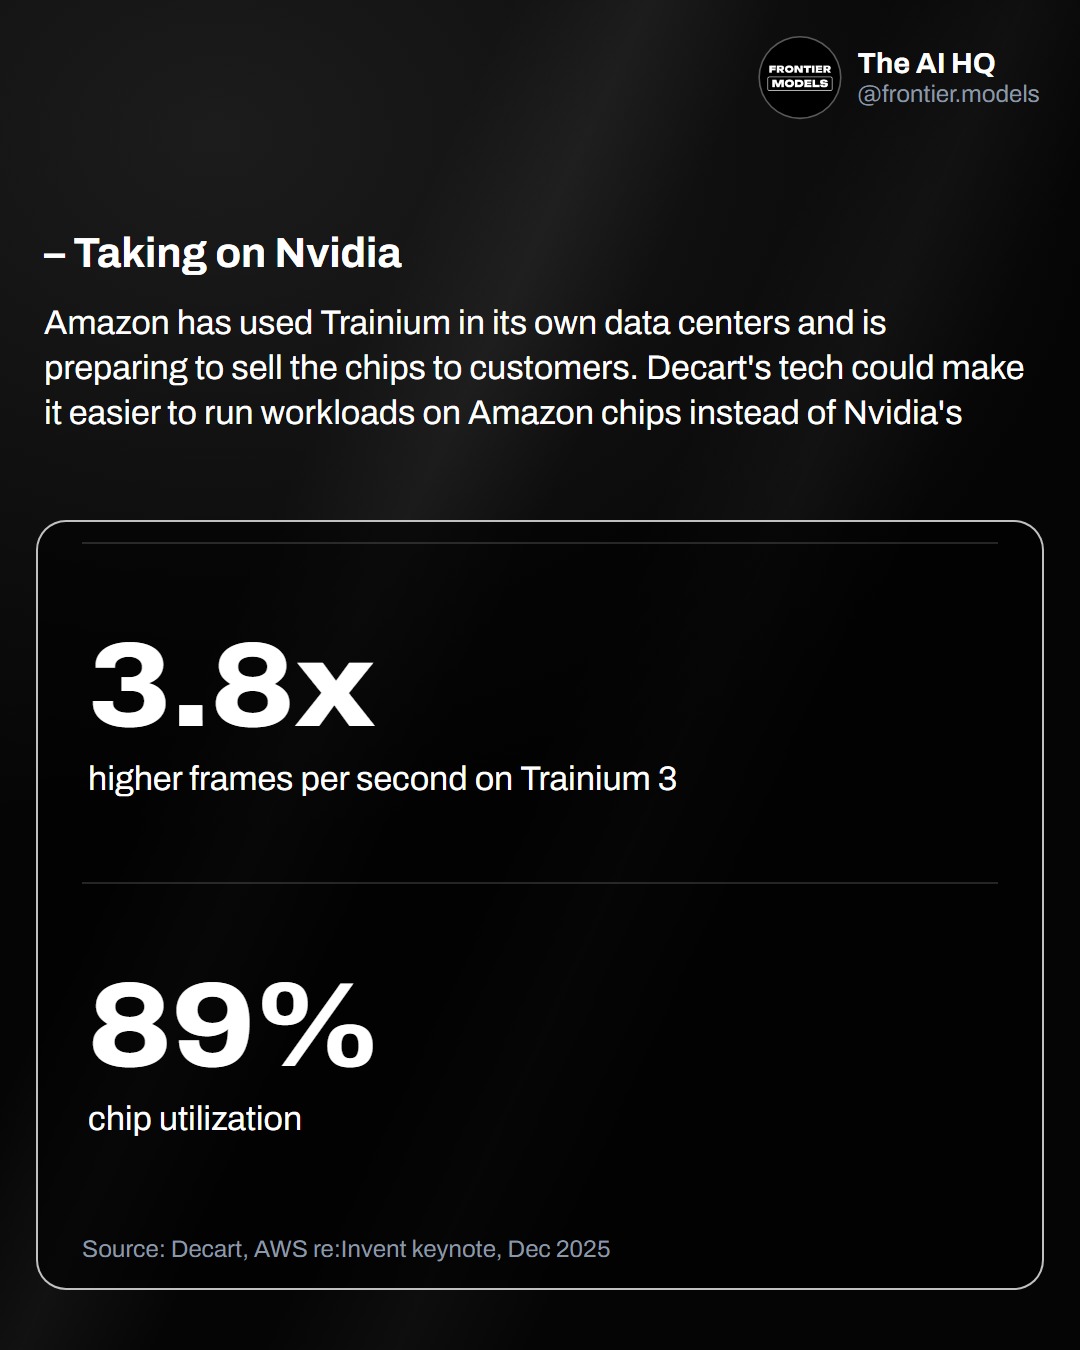 FRONTIER
MODELS
The AI HQ
@frontier.models
– Taking on Nvidia
Amazon has used Trainium in its own data centers and is
preparing to sell the chips to customers. Decart's tech could make
it easier to run workloads on Amazon chips instead of Nvidia's
3.8x
higher frames per second on Trainium 3
89%
chip utilization
Source: Decart, AWS re:Invent keynote, Dec 2025